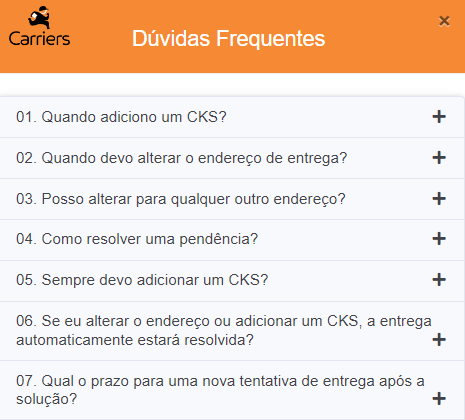 Carriers
Dúvidas Frequentes
×
01. Quando adiciono um CKS?
+
02. Quando devo alterar o endereço de entrega?
+
03. Posso alterar para qualquer outro endereço?
+
04. Como resolver uma pendência?
+
05. Sempre devo adicionar um CKS?
+
06. Se eu alterar o endereço ou adicionar um CKS, a entrega
automaticamente estará resolvida?
+
07. Qual o prazo para uma nova tentativa de entrega após a
solução?
+